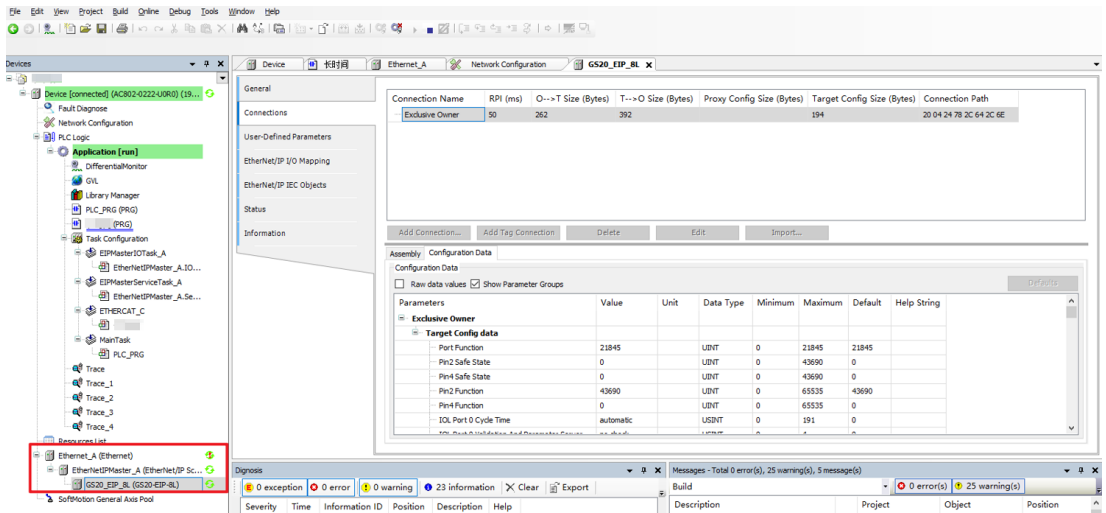 File Edit View Project Build Online Debug Tools Window Help
Devices
Device [connected] (AC802-0222-U0R0) (19...
Fault Diagnose
Network Configuration
PLC Logic
Application [run]
DifferentialMonitor
GVL
Library Manager
PLC_PRG (PRG)
(PRG)
Task Configuration
EIPMasterIOTask_A
EtherNetIPMaster_A.IO...
EIPMasterServiceTask_A
EtherNetIPMaster_A.Se...
ETHERCAT_C
MainTask
PLC_PRG
Trace
Trace_1
Trace_2
Trace_3
Trace_4
Resources List
Ethernet_A (Ethernet)
EtherNetIPMaster_A (EtherNet/IP Sc...
GS20_EIP_8L (GS20-EIP-8L)
SoftMotion General Axis Pool
Device 长时间 Ethernet_A Network Configuration GS20_EIP_8L
General
Connections
User-Defined Parameters
EtherNet/IP I/O Mapping
EtherNet/IP IEC Objects
Status
Information
Connection Name RPI (ms) O-->T Size (Bytes) T-->O Size (Bytes) Proxy Config Size (Bytes) Target Config Size (Bytes) Connection Path
Exclusive Owner 50 262 392 194 20 04 24 78 2C 64 2C 6E
Add Connection... Add Tag Connection Delete Edit Import...
Assembly Configuration Data
Configuration Data
Raw data values Show Parameter Groups Defaults
Parameters Value Unit Data Type Minimum Maximum Default Help String
Exclusive Owner
Target Config data
Port Function 21845 UINT 0 21845 21845
Pin2 Safe State 0 UINT 0 43690 0
Pin4 Safe State 0 UINT 0 43690 0
Pin2 Function 43690 UINT 0 65535 43690
Pin4 Function 0 UINT 0 65535 0
IOL Port 0 Cycle Time automatic USINT 0 191 0
Dignosis
0 exception 0 error 0 warning 23 information Clear Export
Severity Time Information ID Position Description Help
Messages - Total 0 error(s), 25 warning(s), 5 message(s)
Build 0 error(s) 25 warning(s)
Description Project Object Position